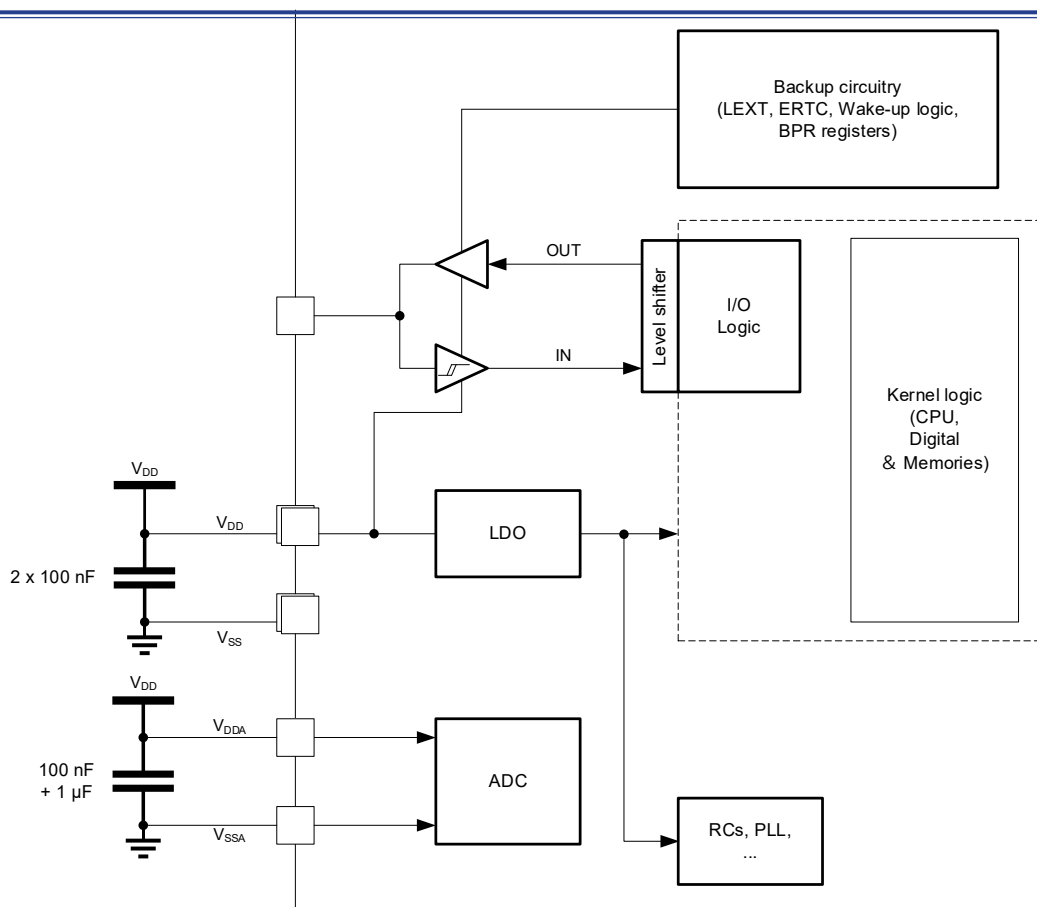 Backup circuitry
(LEXT, ERTC, Wake-up logic,
BPR registers)
OUT
Level shifter
I/O
Logic
IN
Kernel logic
(CPU,
Digital
& Memories)
VDD
VDD
LDO
2 x 100 nF
VSS
VDD
VDDA
100 nF
+ 1 µF
ADC
VSSA
RCs, PLL,
...